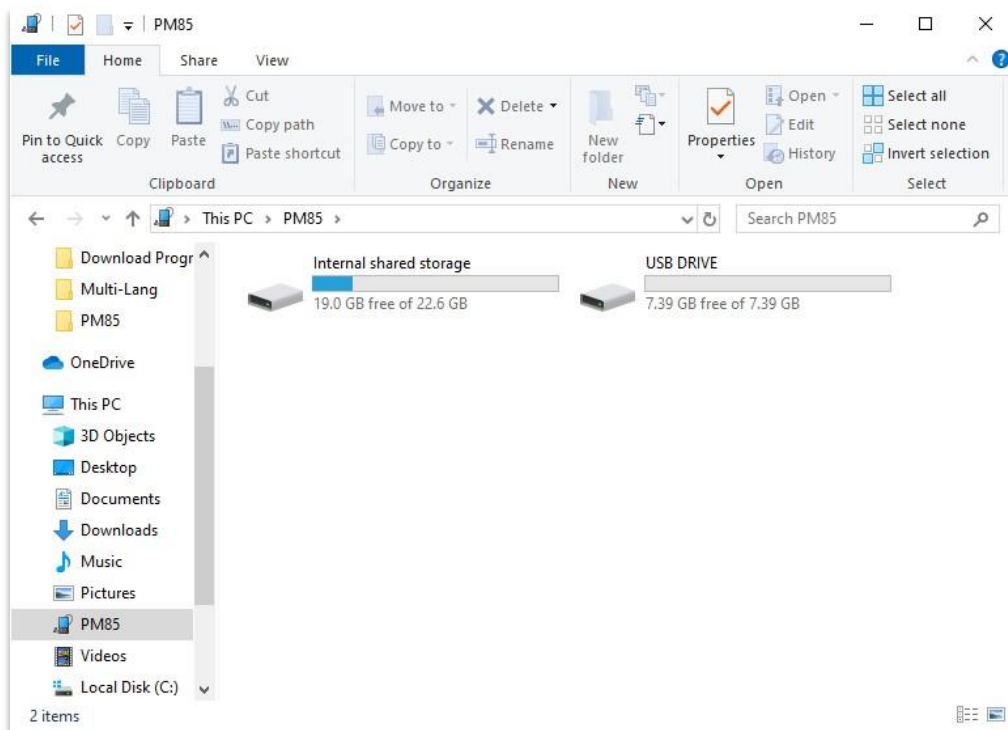 PM85
File Home Share View
Pin to Quick access
Copy
Paste
Cut
Copy path
Paste shortcut
Clipboard
Move to
Copy to
Delete
Rename
Organize
New folder
New
Properties
Open
Edit
History
Open
Select all
Select none
Invert selection
Select
This PC > PM85 >
Search PM85
Download Progr
Multi-Lang
PM85
OneDrive
This PC
3D Objects
Desktop
Documents
Downloads
Music
Pictures
PM85
Videos
Local Disk (C:)
Internal shared storage
19.0 GB free of 22.6 GB
USB DRIVE
7.39 GB free of 7.39 GB
2 items